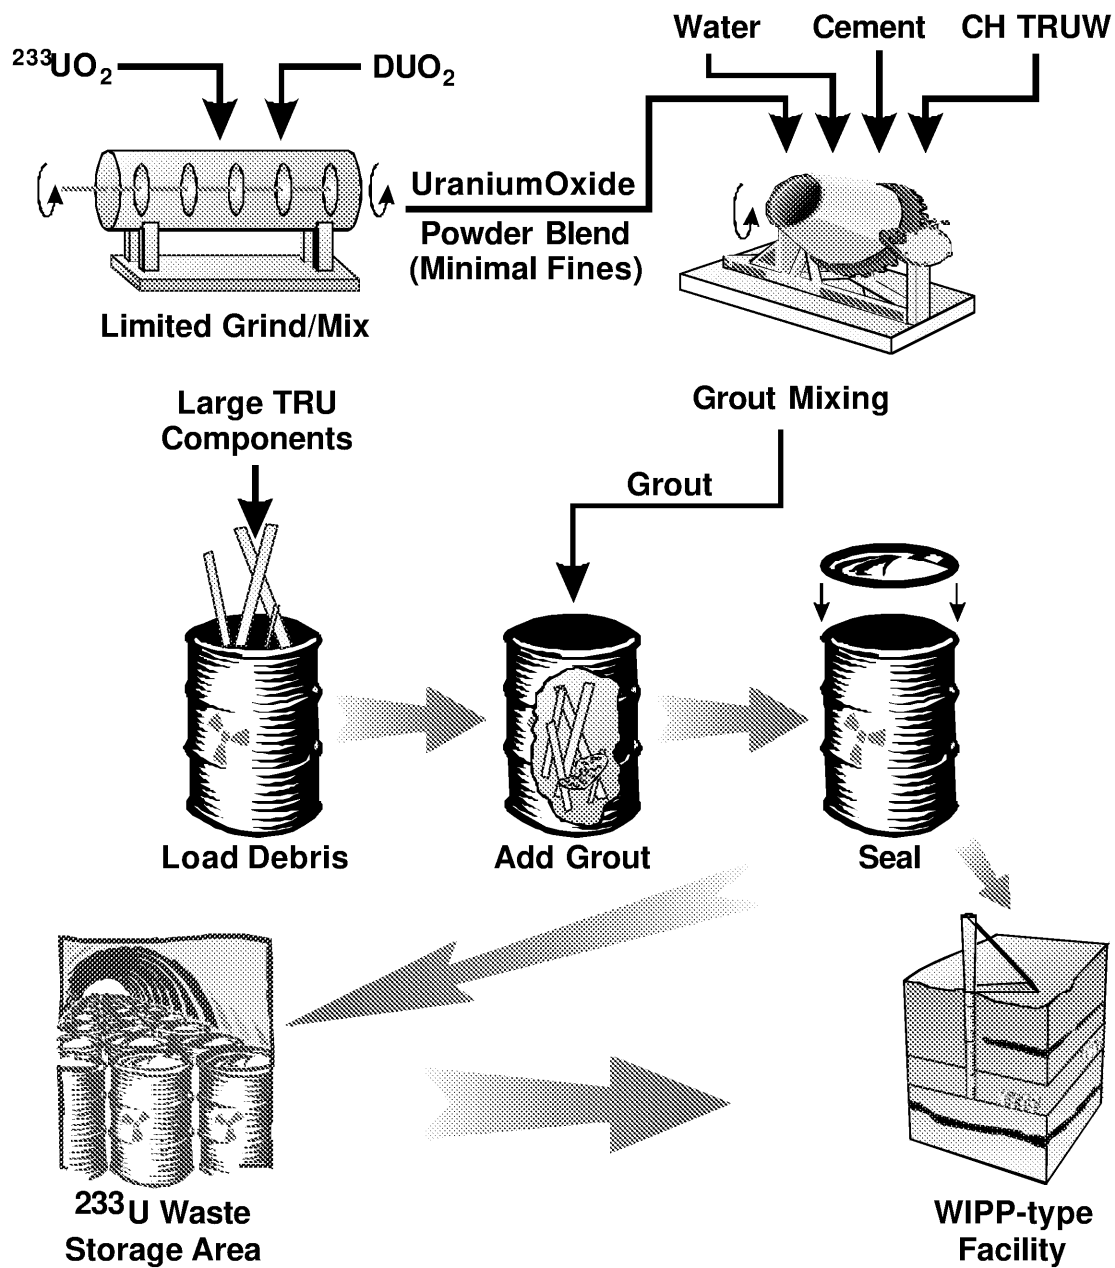 Water Cement CH TRUW
²³³UO₂ DUO₂
UraniumOxide
Powder Blend
(Minimal Fines)
Limited Grind/Mix
Grout Mixing
Large TRU
Components
Grout
Load Debris Add Grout Seal
²³³U Waste
Storage Area
WIPP-type
Facility